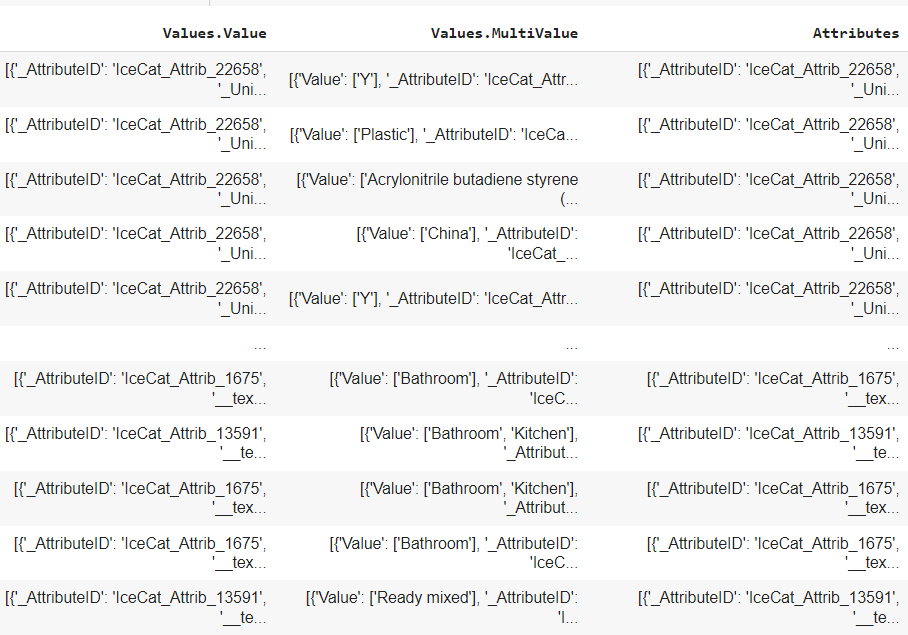 Values.Value Values.MultiValue Attributes
[{'_AttributeID': 'IceCat_Attrib_22658', '_Uni... [{'Value': ['Y'], '_AttributeID': 'IceCat_Attr... [{'_AttributeID': 'IceCat_Attrib_22658', '_Uni...
[{'_AttributeID': 'IceCat_Attrib_22658', '_Uni... [{'Value': ['Plastic'], '_AttributeID': 'IceCa... [{'_AttributeID': 'IceCat_Attrib_22658', '_Uni...
[{'_AttributeID': 'IceCat_Attrib_22658', '_Uni... [{'Value': ['Acrylonitrile butadiene styrene (... [{'_AttributeID': 'IceCat_Attrib_22658', '_Uni...
[{'_AttributeID': 'IceCat_Attrib_22658', '_Uni... [{'Value': ['China'], '_AttributeID': 'IceCat_... [{'_AttributeID': 'IceCat_Attrib_22658', '_Uni...
[{'_AttributeID': 'IceCat_Attrib_22658', '_Uni... [{'Value': ['Y'], '_AttributeID': 'IceCat_Attr... [{'_AttributeID': 'IceCat_Attrib_22658', '_Uni...
... ... ...
[{'_AttributeID': 'IceCat_Attrib_1675', '__tex... [{'Value': ['Bathroom'], '_AttributeID': 'IceC... [{'_AttributeID': 'IceCat_Attrib_1675', '__tex...
[{'_AttributeID': 'IceCat_Attrib_13591', '__te... [{'Value': ['Bathroom', 'Kitchen'], '_Attribut... [{'_AttributeID': 'IceCat_Attrib_13591', '__te...
[{'_AttributeID': 'IceCat_Attrib_1675', '__tex... [{'Value': ['Bathroom', 'Kitchen'], '_Attribut... [{'_AttributeID': 'IceCat_Attrib_1675', '__tex...
[{'_AttributeID': 'IceCat_Attrib_1675', '__tex... [{'Value': ['Bathroom'], '_AttributeID': 'IceC... [{'_AttributeID': 'IceCat_Attrib_1675', '__tex...
[{'_AttributeID': 'IceCat_Attrib_13591', '__te... [{'Value': ['Ready mixed'], '_AttributeID': 'I... [{'_AttributeID': 'IceCat_Attrib_13591', '__te...